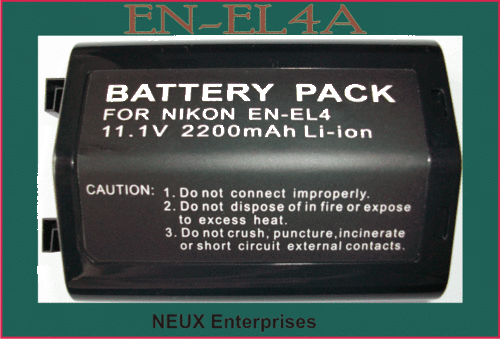 EN-EL4A
BATTERY PACK
FOR NIKON EN-EL4
11.1V 2200mAh Li-ion
CAUTION: 1. Do not connect improperly.
2. Do not dispose of in fire or expose
to excess heat.
3. Do not crush, puncture,incinerate
or short circuit external contacts.
NEUX Enterprises